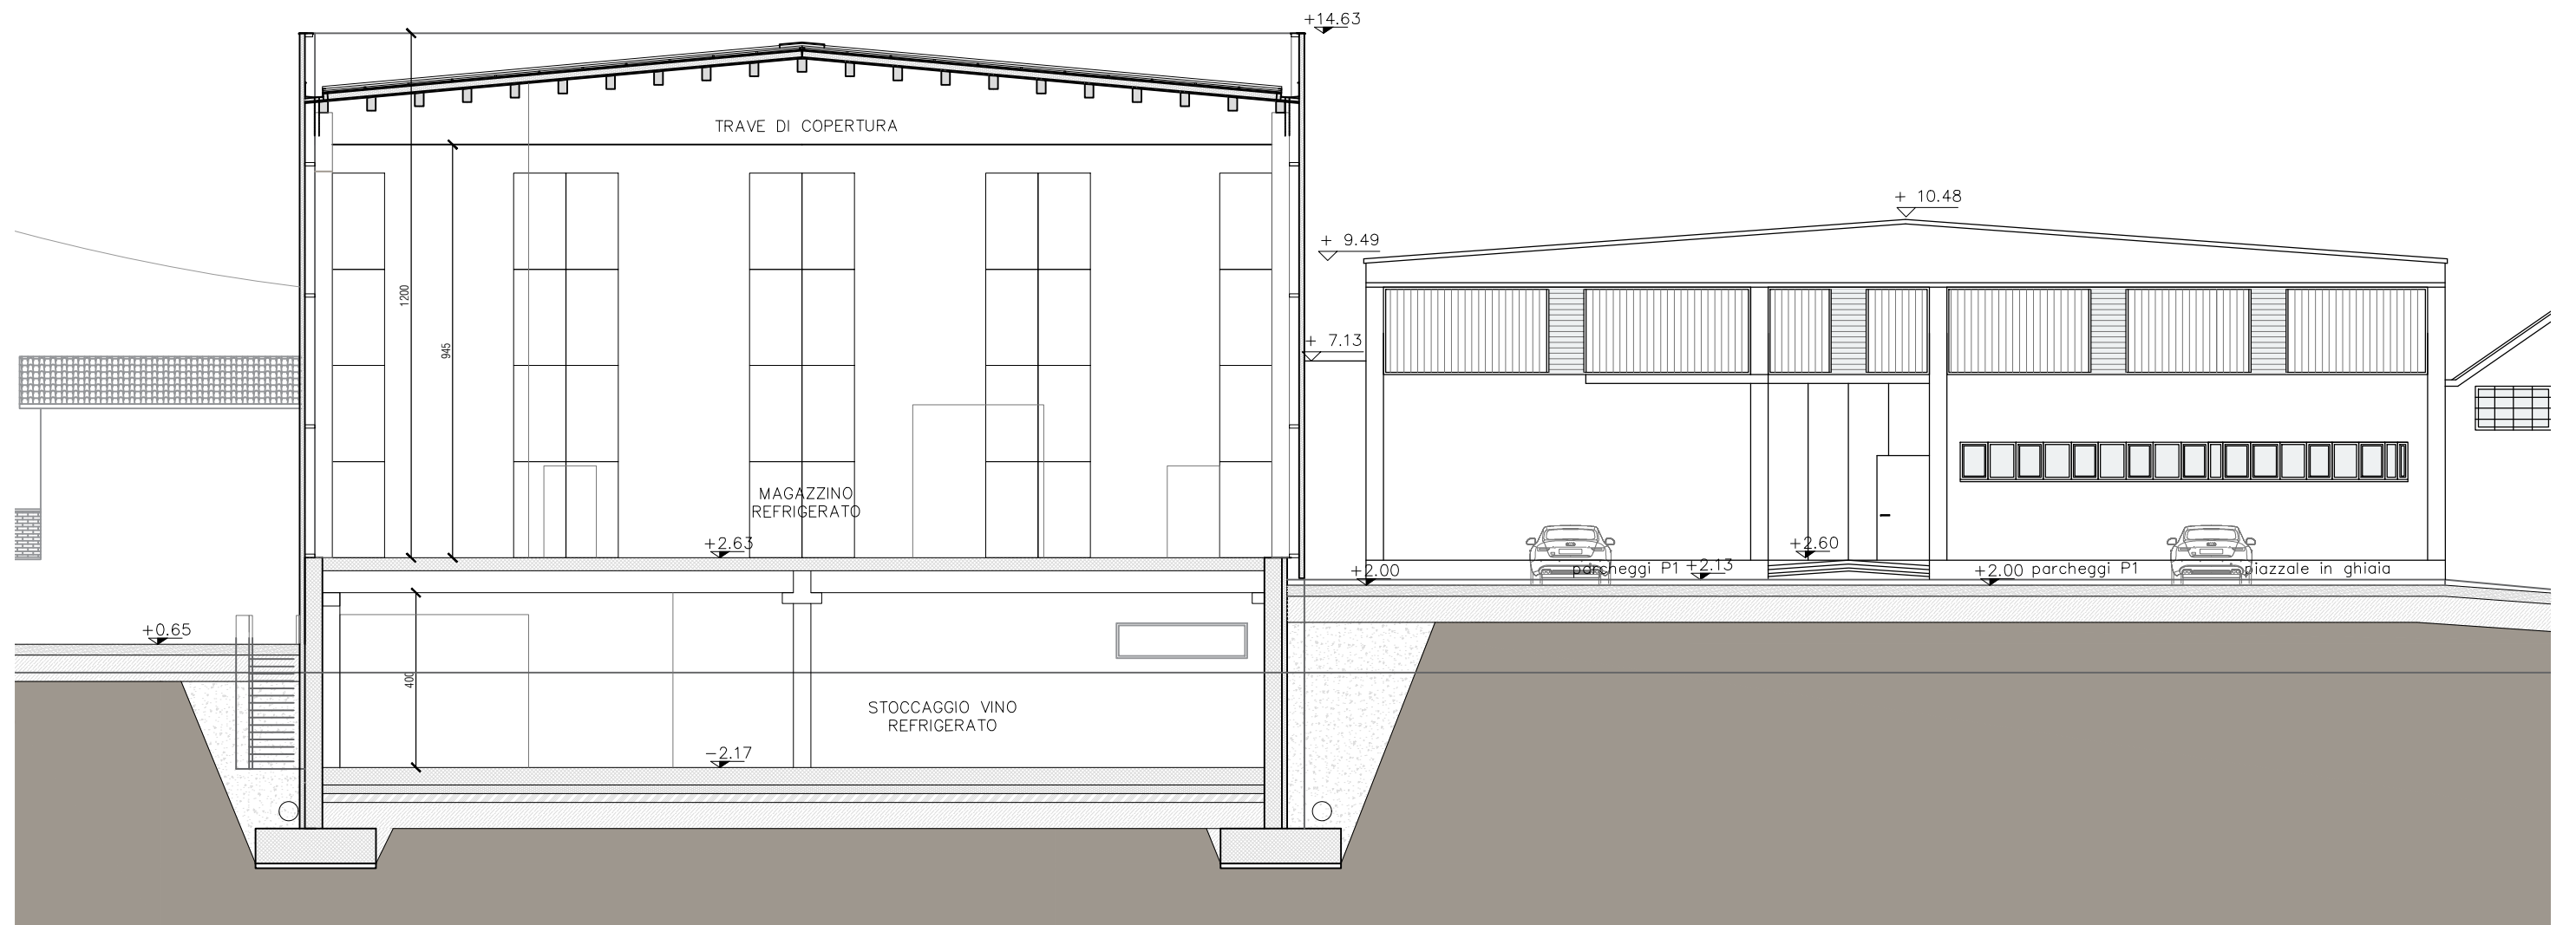 +14.63
TRAVE DI COPERTURA
+ 10.48
+ 9.49
1200
+ 7.13
945
MAGAZZINO
REFRIGERATO
+2.63
+2.60
+2.00
parcheggi P1
+2.13
+2.00
parcheggi P1
piazzale in ghiaia
+0.65
400
STOCCAGGIO VINO
REFRIGERATO
-2.17